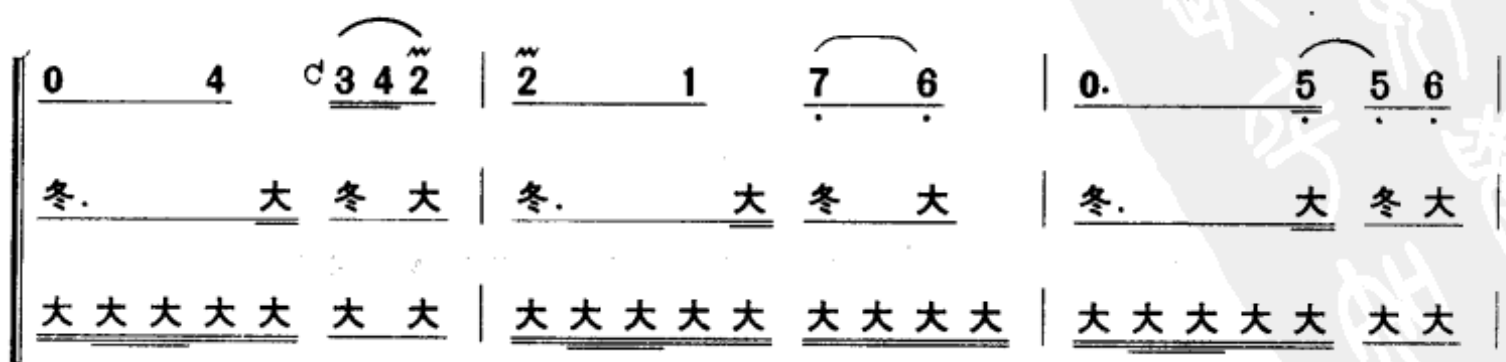 0 4 3 4 2 | 2 1 7 6 | 0. 5 5 6 |
冬. 大 冬 大 | 冬. 大 冬 大 | 冬. 大 冬 大 |
大 大 大 大 大 大 大 | 大 大 大 大 大 大 大 大 大 | 大 大 大 大 大 大 大 |